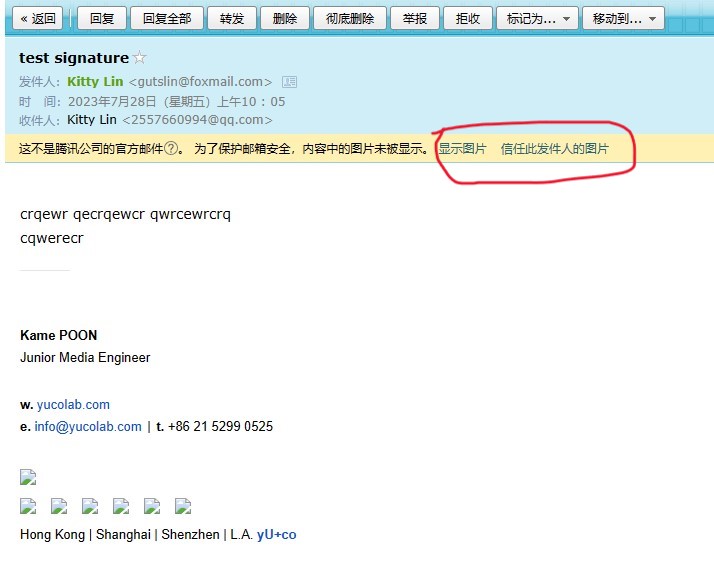 « 返回 回复 回复全部 转发 删除 彻底删除 举报 拒收 标记为... 移动到...
test signature
发件人：Kitty Lin <gutslin@foxmail.com>
时　间：2023年7月28日（星期五）上午10：05
收件人：Kitty Lin <2557660994@qq.com>
这不是腾讯公司的官方邮件?。 为了保护邮箱安全，内容中的图片未被显示。 显示图片 信任此发件人的图片
crqewr qecrqewcr qwrcewrcrq
cqwerecr
Kame POON
Junior Media Engineer
w. yucolab.com
e. info@yucolab.com | t. +86 21 5299 0525
Hong Kong | Shanghai | Shenzhen | L.A. yU+co